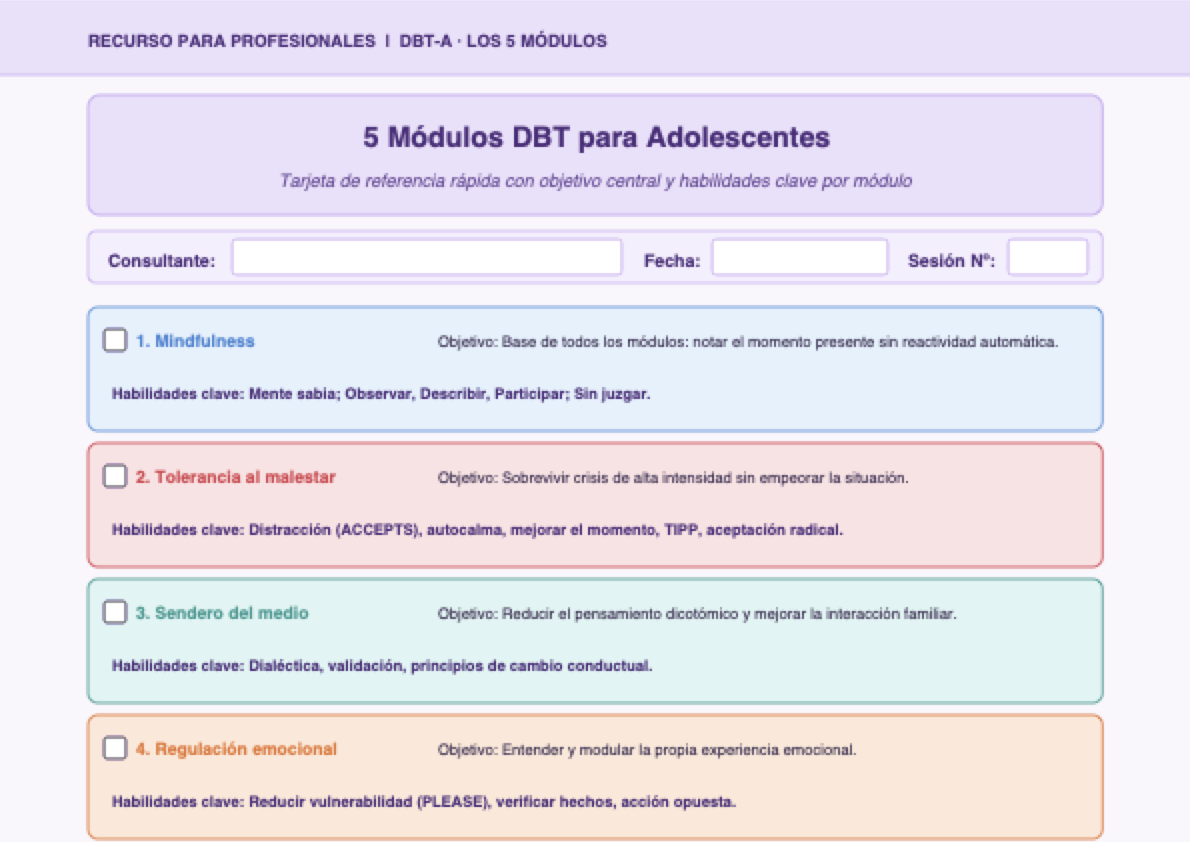 RECURSO PARA PROFESIONALES | DBT-A · LOS 5 MÓDULOS
5 Módulos DBT para Adolescentes
Tarjeta de referencia rápida con objetivo central y habilidades clave por módulo
Consultante: Fecha: Sesión Nº:
1. Mindfulness Objetivo: Base de todos los módulos: notar el momento presente sin reactividad automática.
Habilidades clave: Mente sabia; Observar, Describir, Participar; Sin juzgar.
2. Tolerancia al malestar Objetivo: Sobrevivir crisis de alta intensidad sin empeorar la situación.
Habilidades clave: Distracción (ACCEPTS), autocalma, mejorar el momento, TIPP, aceptación radical.
3. Sendero del medio Objetivo: Reducir el pensamiento dicotómico y mejorar la interacción familiar.
Habilidades clave: Dialéctica, validación, principios de cambio conductual.
4. Regulación emocional Objetivo: Entender y modular la propia experiencia emocional.
Habilidades clave: Reducir vulnerabilidad (PLEASE), verificar hechos, acción opuesta.